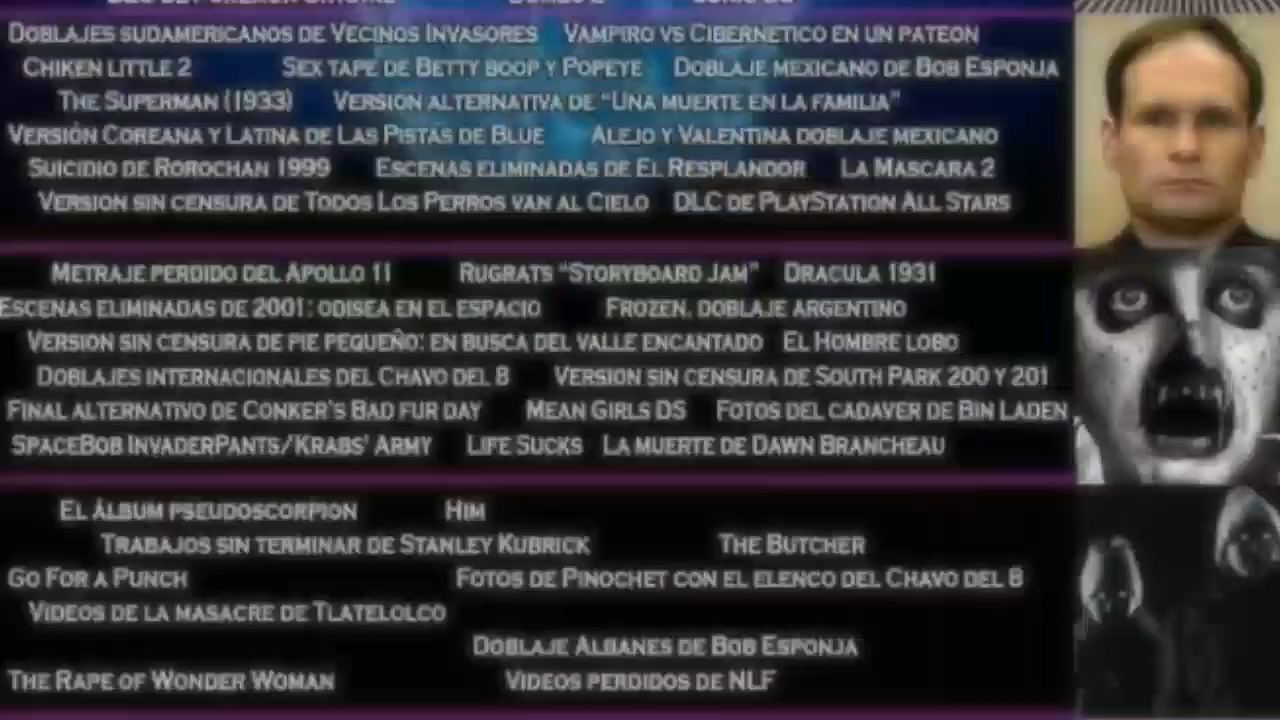 Doblajes sudamericanos de Vecinos Invasores Vampiro vs Cibernetico en un pateon
Chiken Little 2 Sex tape de Betty boop y Popeye Doblaje mexicano de Bob Esponja
The Superman (1933) Version alternativa de "Una muerte en la familia"
Versión Coreana y Latina de Las Pistas de Blue Alejo y Valentina doblaje mexicano
Suicidio de Rorochan 1999 Escenas eliminadas de El Resplandor La Mascara 2
Version sin censura de Todos Los Perros van al Cielo DLC de PlayStation All Stars
Metraje perdido del Apollo 11 Rugrats "Storyboard Jam" Dracula 1931
Escenas eliminadas de 2001: odisea en el espacio Frozen, doblaje argentino
Version sin censura de pie pequeño: en busca del valle encantado El Hombre lobo
Doblajes internacionales del Chavo del 8 Version sin censura de South Park 200 y 201
Final alternativo de Conker's Bad fur day Mean Girls DS Fotos del cadaver de Bin Laden
SpaceBob InvaderPants/Krabs' Army Life Sucks La muerte de Dawn Brancheau
El Álbum pseudoscorpion Him
Trabajos sin terminar de Stanley Kubrick The Butcher
Go For a Punch Fotos de Pinochet con el elenco del Chavo del 8
Videos de la masacre de Tlatelolco
Doblaje Albanes de Bob Esponja
The Rape of Wonder Woman Videos perdidos de NLF